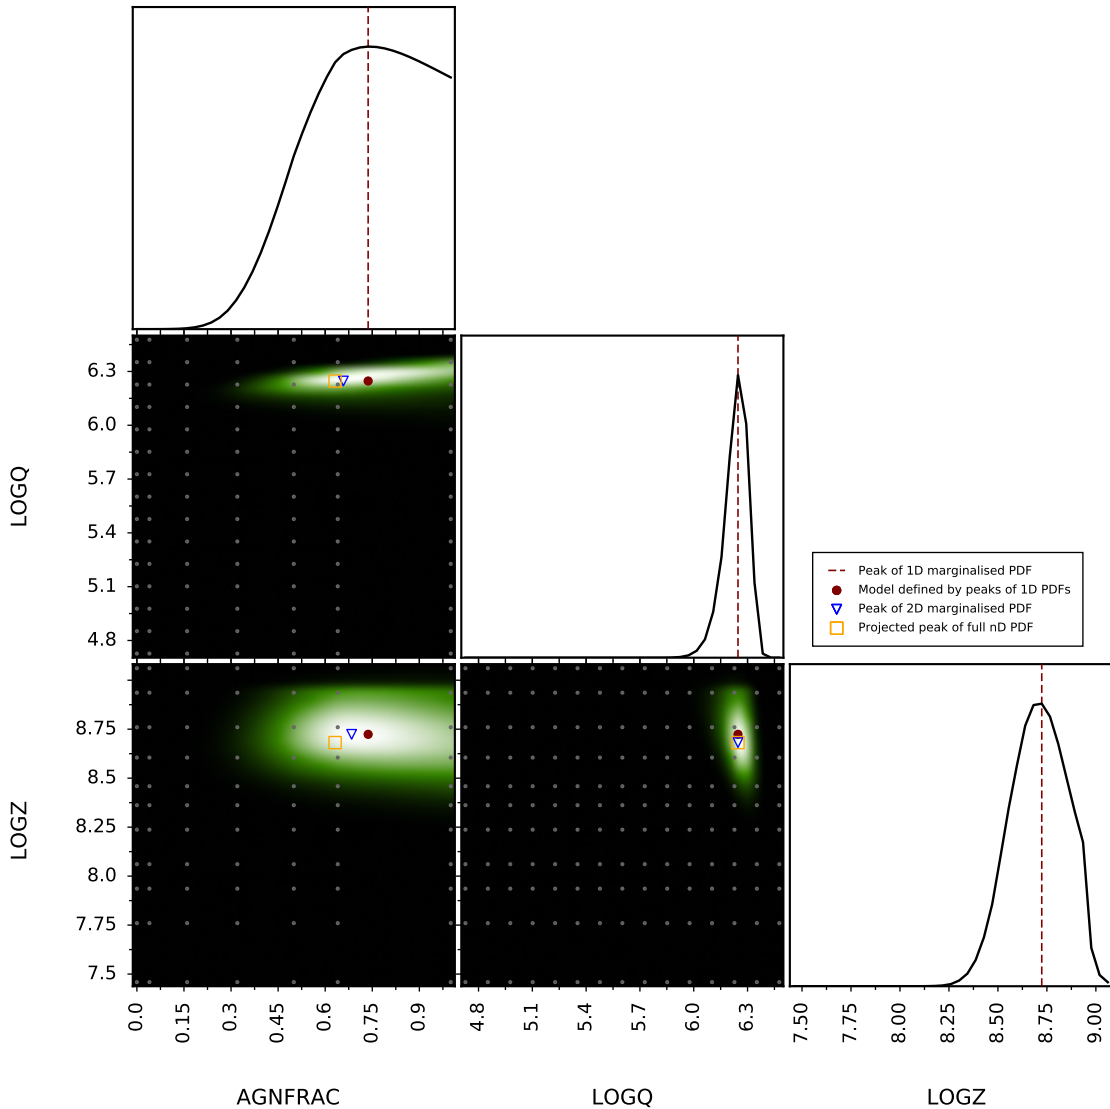 LOGQ
6.3
6.0
5.7
5.4
5.1
4.8
Peak of 1D marginalised PDF
Model defined by peaks of 1D PDFs
Peak of 2D marginalised PDF
Projected peak of full nD PDF
LOGZ
8.75
8.5
8.25
8.0
7.75
7.5
0.0 0.15 0.3 0.45 0.6 0.75 0.9
4.8 5.1 5.4 5.7 6.0 6.3
7.50 7.75 8.00 8.25 8.50 8.75 9.00
AGNFRAC LOGQ LOGZ